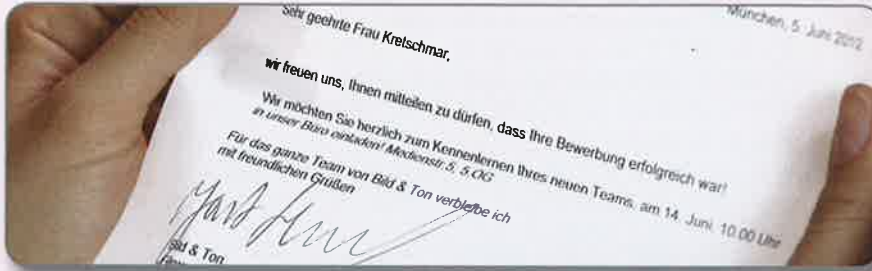 München, 5. Juni 2012
Sehr geehrte Frau Kretschmar,
wir freuen uns, Ihnen mitteilen zu dürfen, dass Ihre Bewerbung erfolgreich war!
Wir möchten Sie herzlich zum Kennenlernen Ihres neuen Teams, am 14. Juni, 10.00 Uhr
in unser Büro einladen! Medienstr. 5, 5.OG
Für das ganze Team von Bild & Ton verbleibe ich
mit freundlichen Grüßen
Bild & Ton